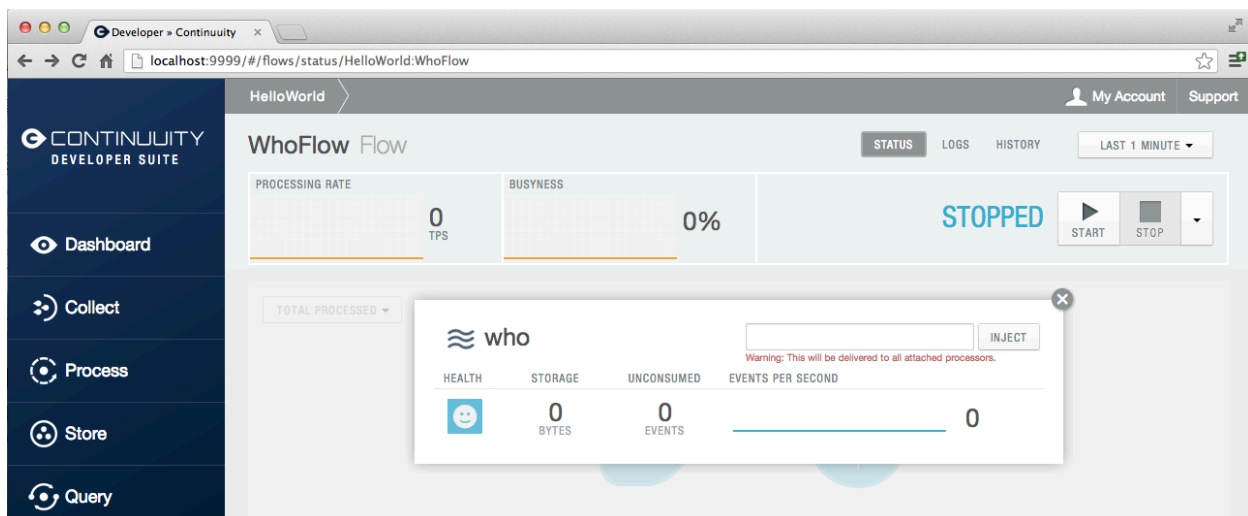 Developer » Continuuity
localhost:9999/#/flows/status/HelloWorld:WhoFlow
HelloWorld
My Account
Support
CONTINUUITY
DEVELOPER SUITE
WhoFlow Flow
STATUS
LOGS
HISTORY
LAST 1 MINUTE
PROCESSING RATE
0
TPS
BUSYNESS
0%
STOPPED
START
STOP
Dashboard
Collect
Process
Store
Query
TOTAL PROCESSED
who
INJECT
Warning: This will be delivered to all attached processors.
HEALTH
STORAGE
UNCONSUMED
EVENTS PER SECOND
0
BYTES
0
EVENTS
0